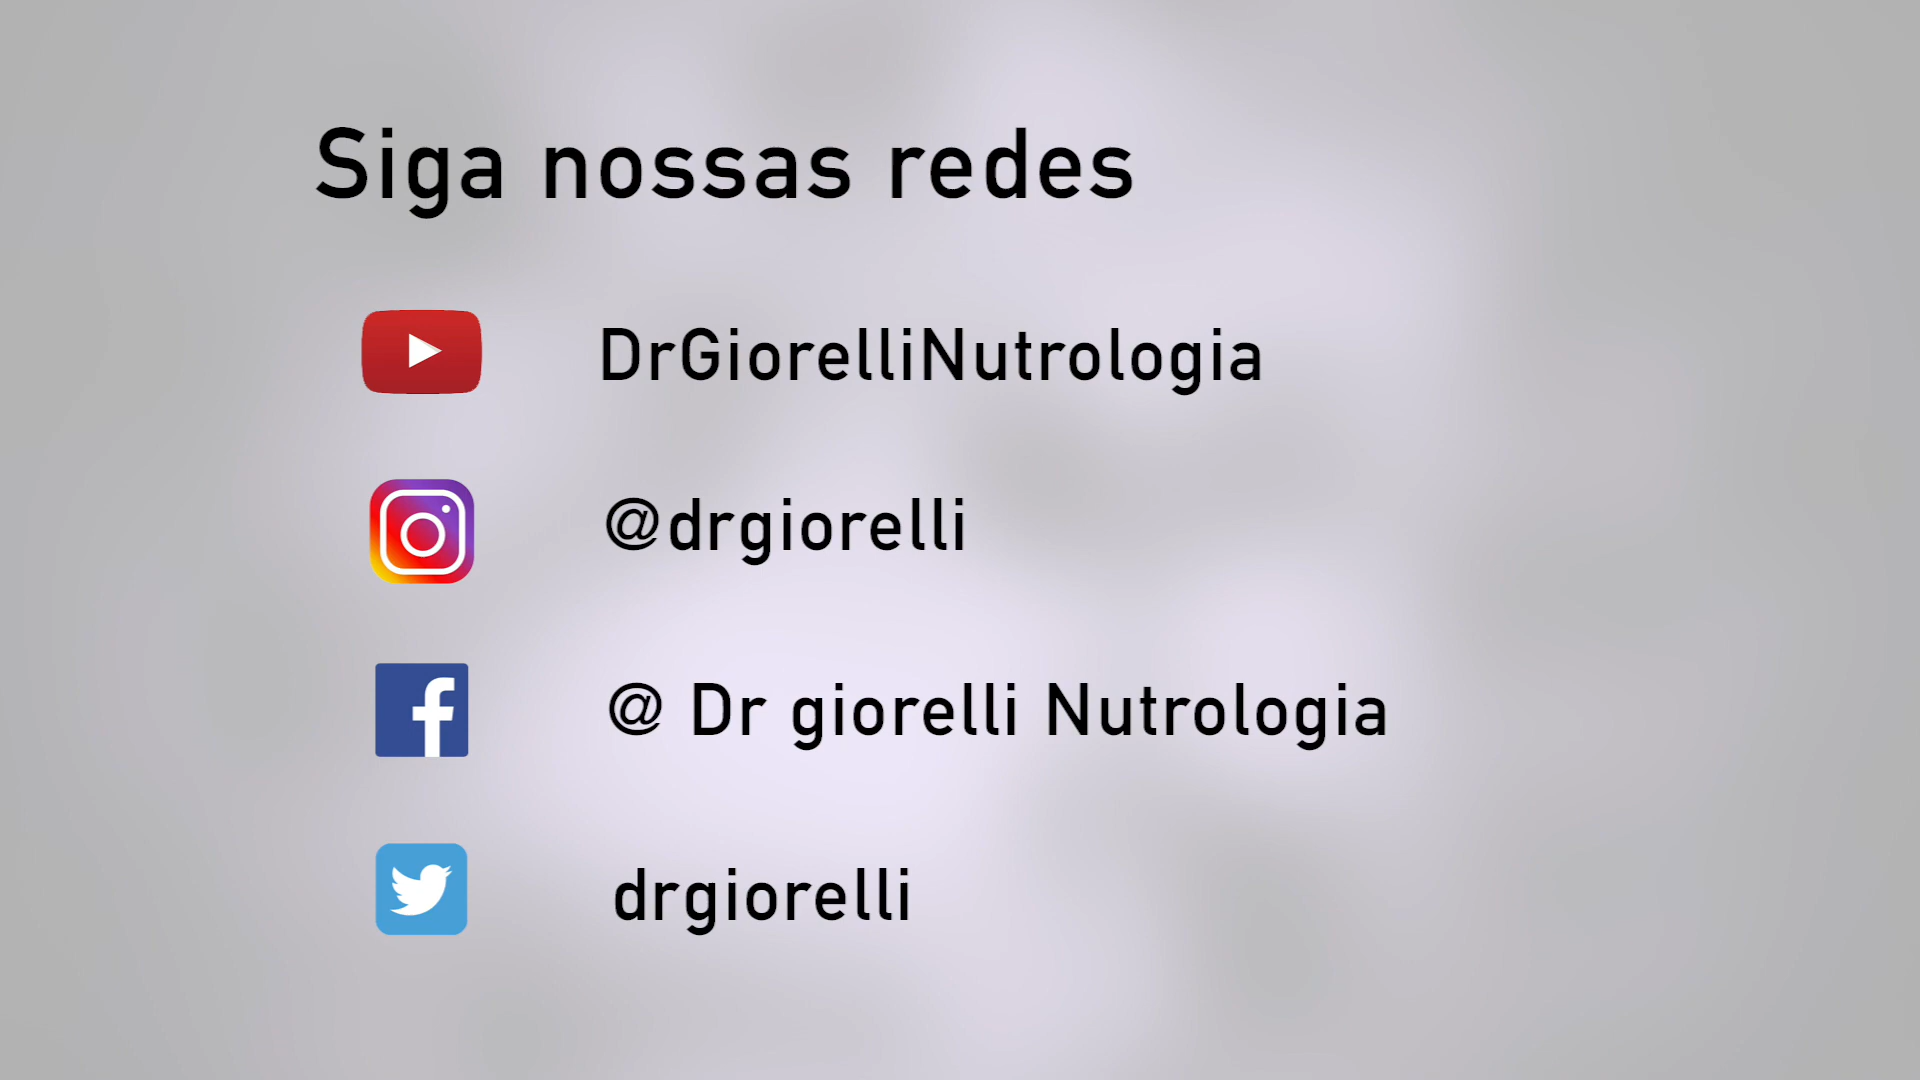 Siga nossas redes
DrGiorelliNutrologia
@drgiorelli
@ Dr giorelli Nutrologia
drgiorelli